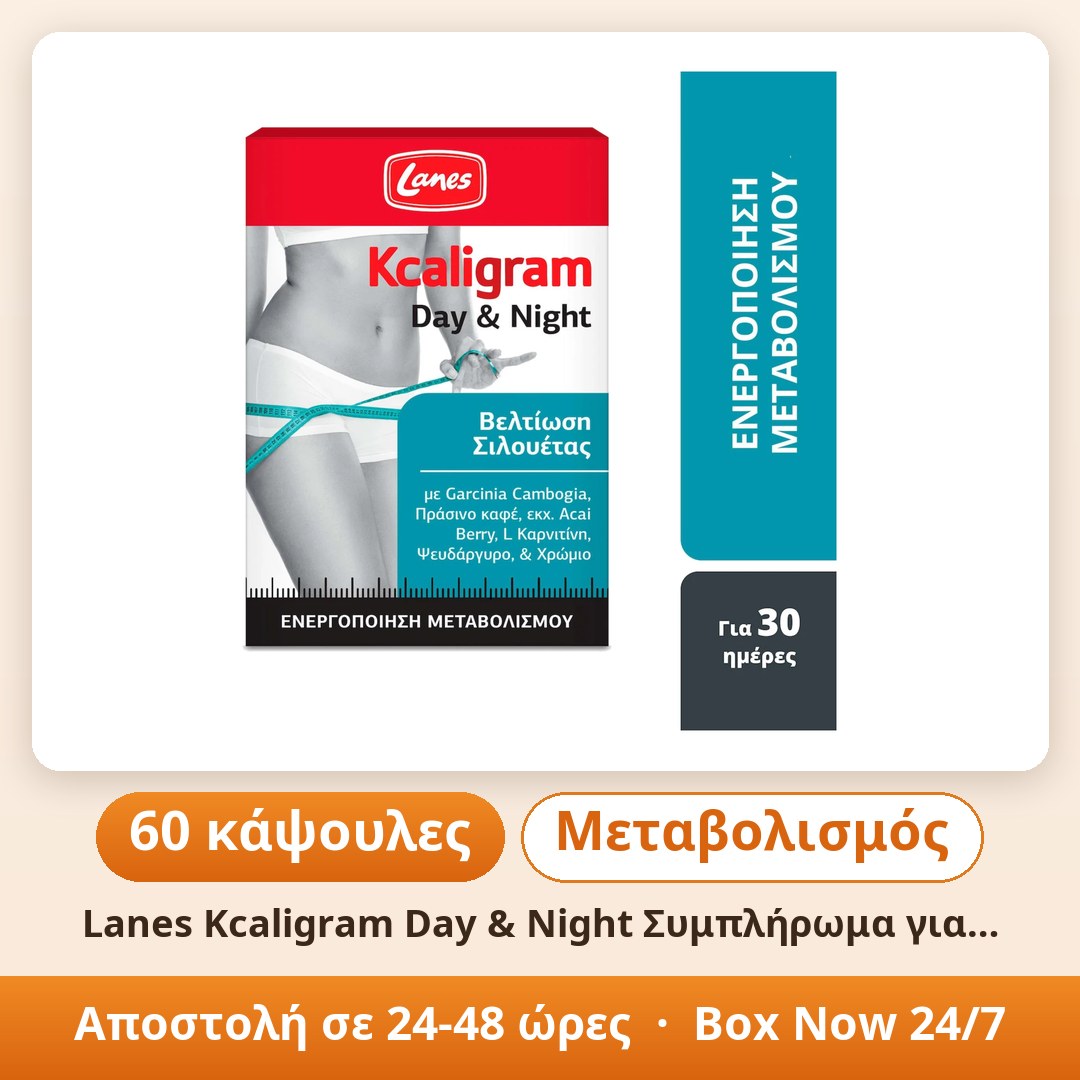 Lanes
Kcaligram
Day & Night
Βελτίωση
Σιλουέτας
με Garcinia Cambogia,
Πράσινο καφέ, εκχ. Acai
Berry, L Καρνιτίνη,
Ψευδάργυρο, & Χρώμιο
ΕΝΕΡΓΟΠΟΙΗΣΗ ΜΕΤΑΒΟΛΙΣΜΟΥ
ΕΝΕΡΓΟΠΟΙΗΣΗ
ΜΕΤΑΒΟΛΙΣΜΟΥ
Για 30
ημέρες
60 κάψουλες
Μεταβολισμός
Lanes Kcaligram Day & Night Συμπλήρωμα για...
Αποστολή σε 24-48 ώρες · Box Now 24/7